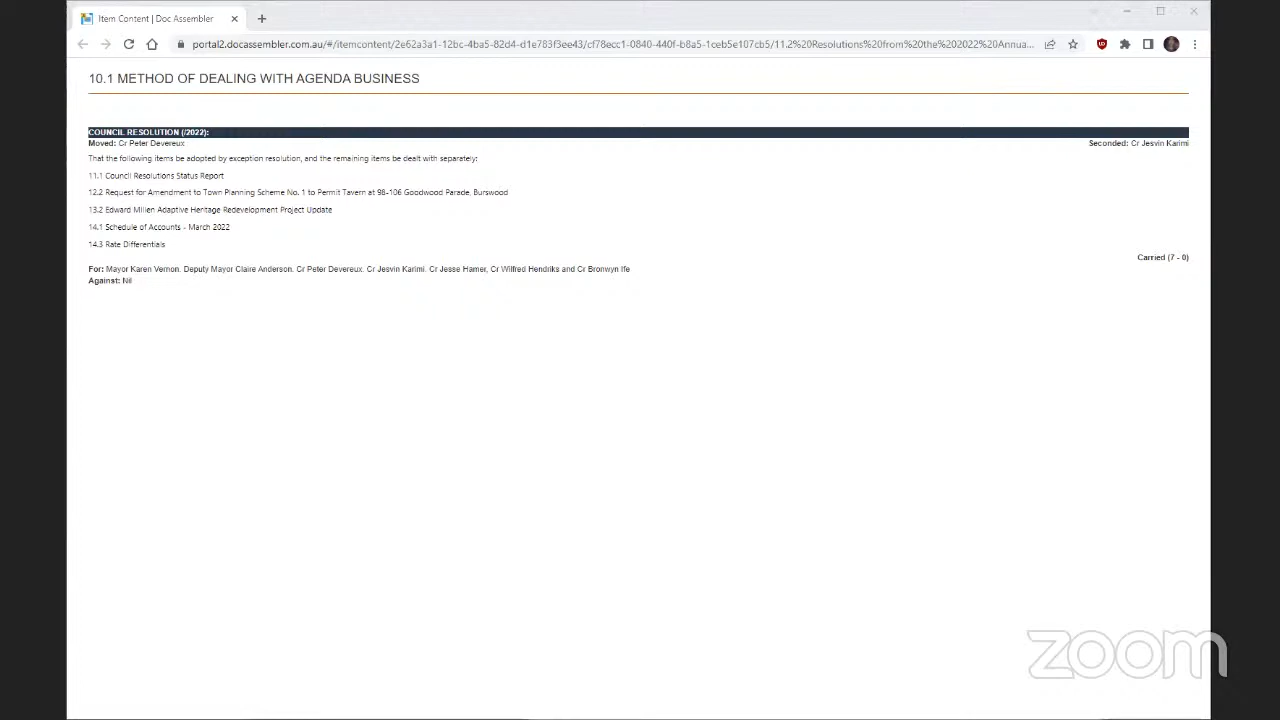 Item Content | Doc Assembler
portal2.docassembler.com.au/#/itemcontent/2e62a3a1-12bc-4ba5-82d4-d1e783f3ee43/cf78ecc1-0840-440f-b8a5-1ceb5e107cb5/11.2%20Resolutions%20from%20the%202022%20Annua...
10.1 METHOD OF DEALING WITH AGENDA BUSINESS
COUNCIL RESOLUTION (/2022):
Moved: Cr Peter Devereux Seconded: Cr Jesvin Karimi
That the following items be adopted by exception resolution, and the remaining items be dealt with separately:
11.1 Council Resolutions Status Report
12.2 Request for Amendment to Town Planning Scheme No. 1 to Permit Tavern at 98-106 Goodwood Parade, Burswood
13.2 Edward Millen Adaptive Heritage Redevelopment Project Update
14.1 Schedule of Accounts - March 2022
14.3 Rate Differentials
Carried (7 - 0)
For: Mayor Karen Vernon, Deputy Mayor Claire Anderson, Cr Peter Devereux, Cr Jesvin Karimi, Cr Jesse Hamer, Cr Wilfred Hendriks and Cr Bronwyn Ife
Against: Nil
zoom